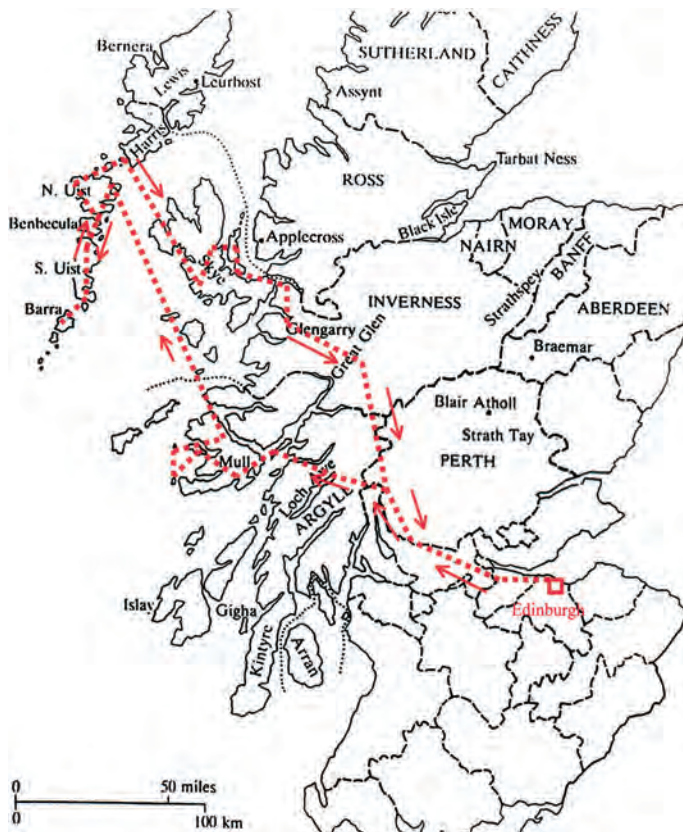 Bernera
Lewis
Leurbost
SUTHERLAND
CAITHNESS
Assynt
Harris
Tarbat Ness
ROSS
N. Uist
Black Isle
MORAY
Benbecula
Applecross
NAIRN
BANFF
Skye
S. Uist
Strathspey
INVERNESS
ABERDEEN
Barra
Glengarry
Great Glen
Braemar
Blair Atholl
Strath Tay
Mull
PERTH
Loch Awe
ARGYLL
Islay
Gigha
Edinburgh
Kintyre
Arran
0 50 miles
0 100 km